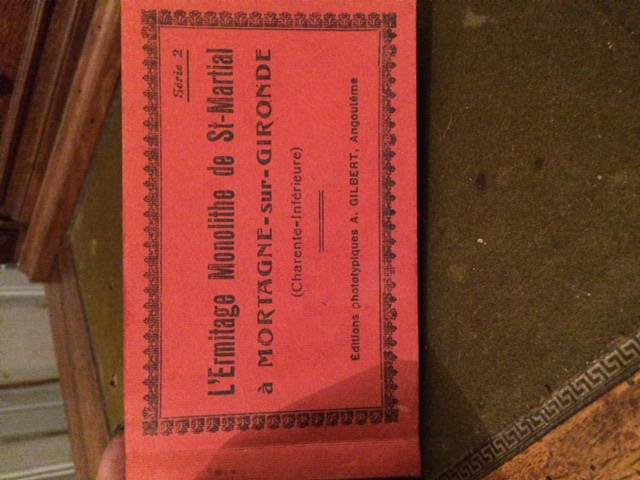 Série 2
L'Ermitage Monolithe de St-Martial
à MORTAGNE-sur-GIRONDE
(Charente-Inférieure)
Éditions phototypiques A. GILBERT, Angoulême